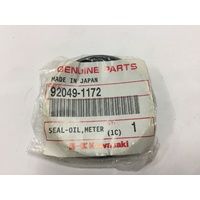 GENUINE PARTS
MADE IN JAPAN
92049-1172
SEAL-OIL,METER (1C) 1
Kawasaki